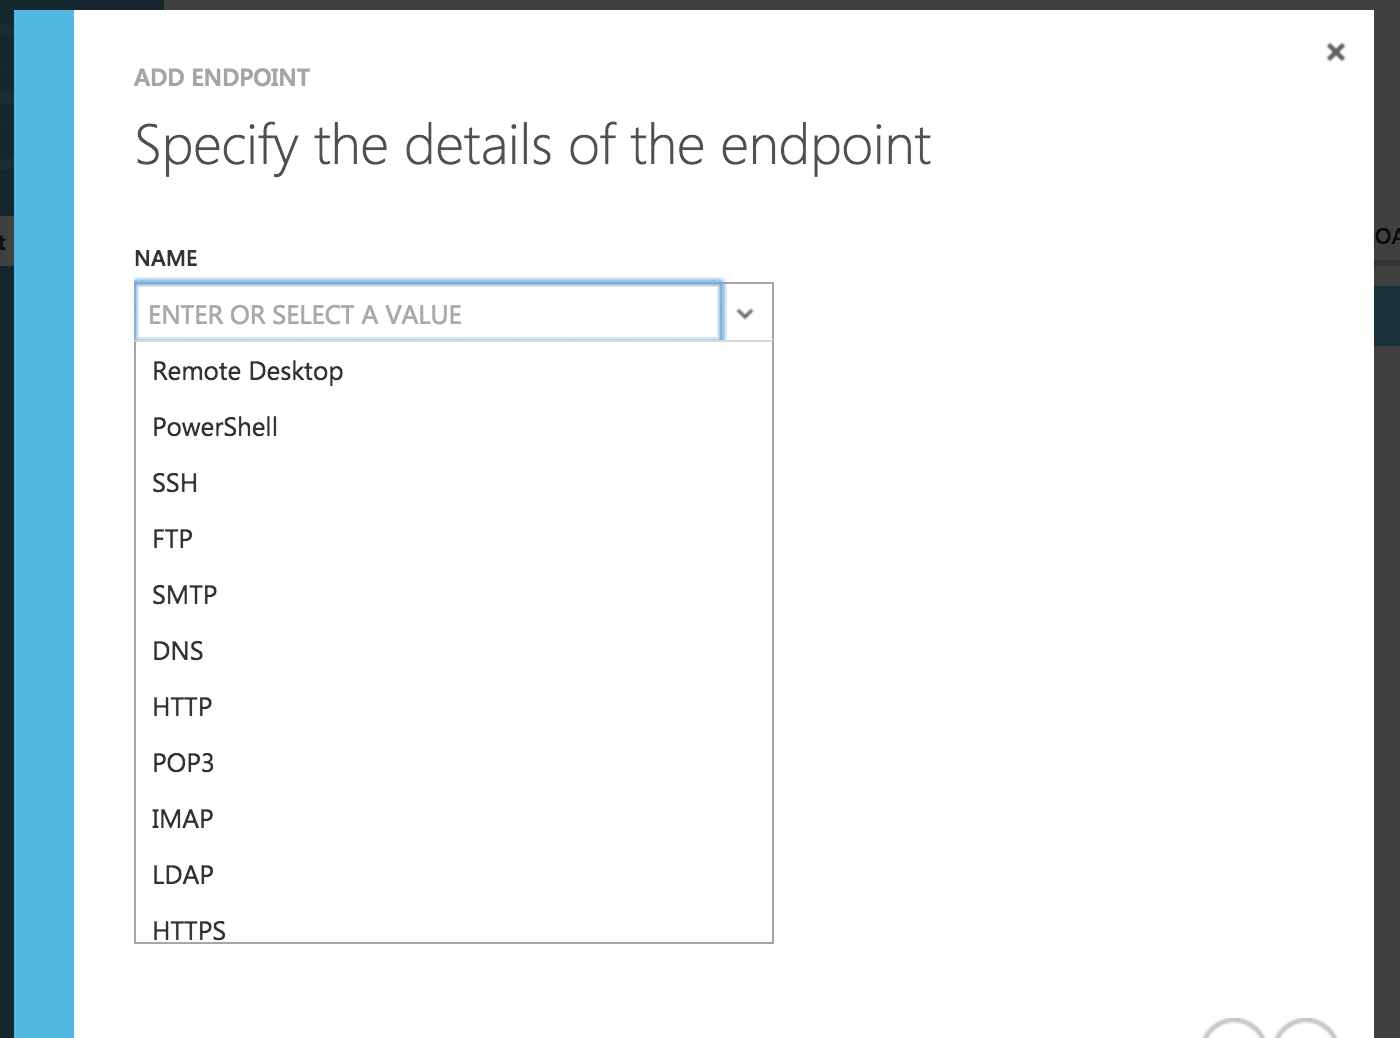 ADD ENDPOINT
Specify the details of the endpoint
NAME
ENTER OR SELECT A VALUE
Remote Desktop
PowerShell
SSH
FTP
SMTP
DNS
HTTP
POP3
IMAP
LDAP
HTTPS